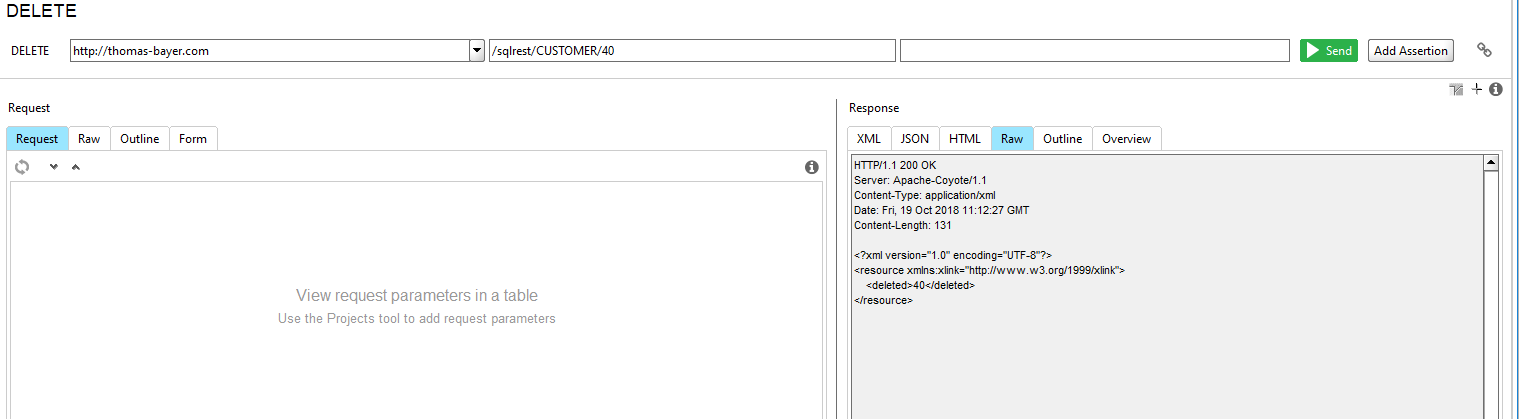 DELETE
DELETE http://thomas-bayer.com /sqlrest/CUSTOMER/40 Send Add Assertion
Request
Request Raw Outline Form
View request parameters in a table
Use the Projects tool to add request parameters
Response
XML JSON HTML Raw Outline Overview
HTTP/1.1 200 OK
Server: Apache-Coyote/1.1
Content-Type: application/xml
Date: Fri, 19 Oct 2018 11:12:27 GMT
Content-Length: 131
<?xml version="1.0" encoding="UTF-8"?>
<resource xmlns:xlink="http://www.w3.org/1999/xlink">
<deleted>40</deleted>
</resource>